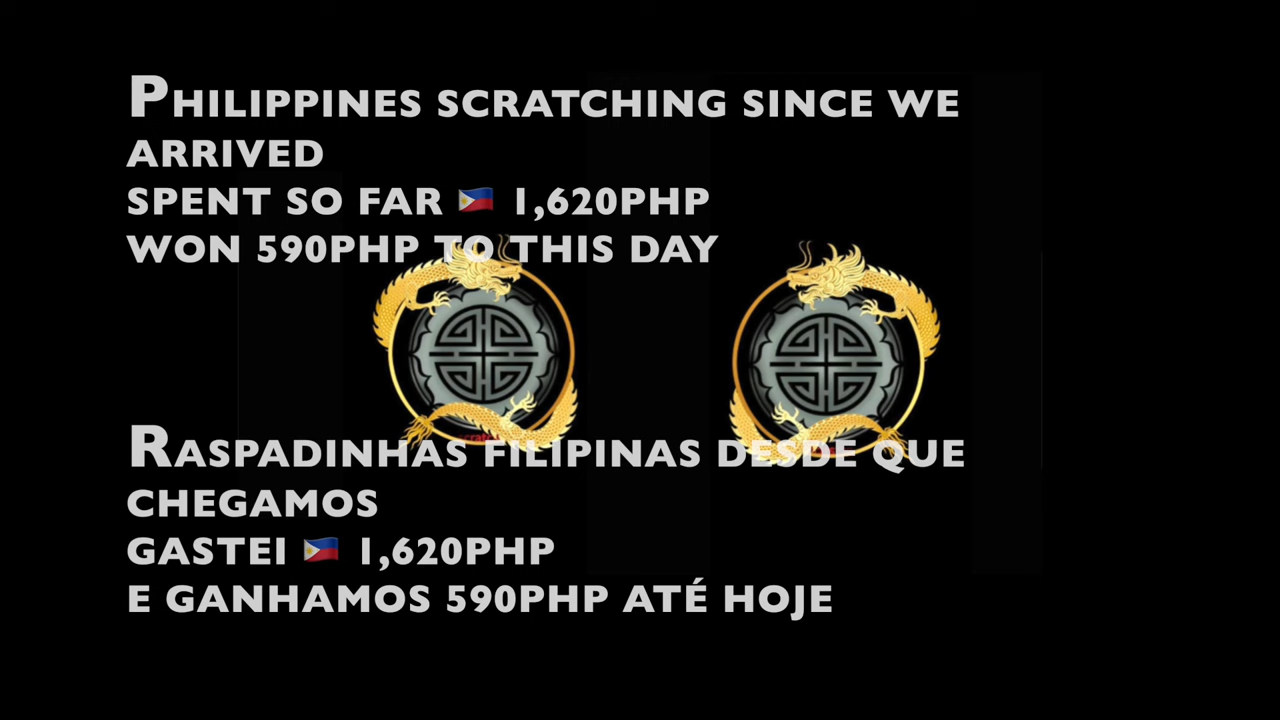 PHILIPPINES SCRATCHING SINCE WE
ARRIVED
SPENT SO FAR 🇵🇭 1,620PHP
WON 590PHP TO THIS DAY
RASPADINHAS FILIPINAS DESDE QUE
CHEGAMOS
GASTEI 🇵🇭 1,620PHP
E GANHAMOS 590PHP ATÉ HOJE